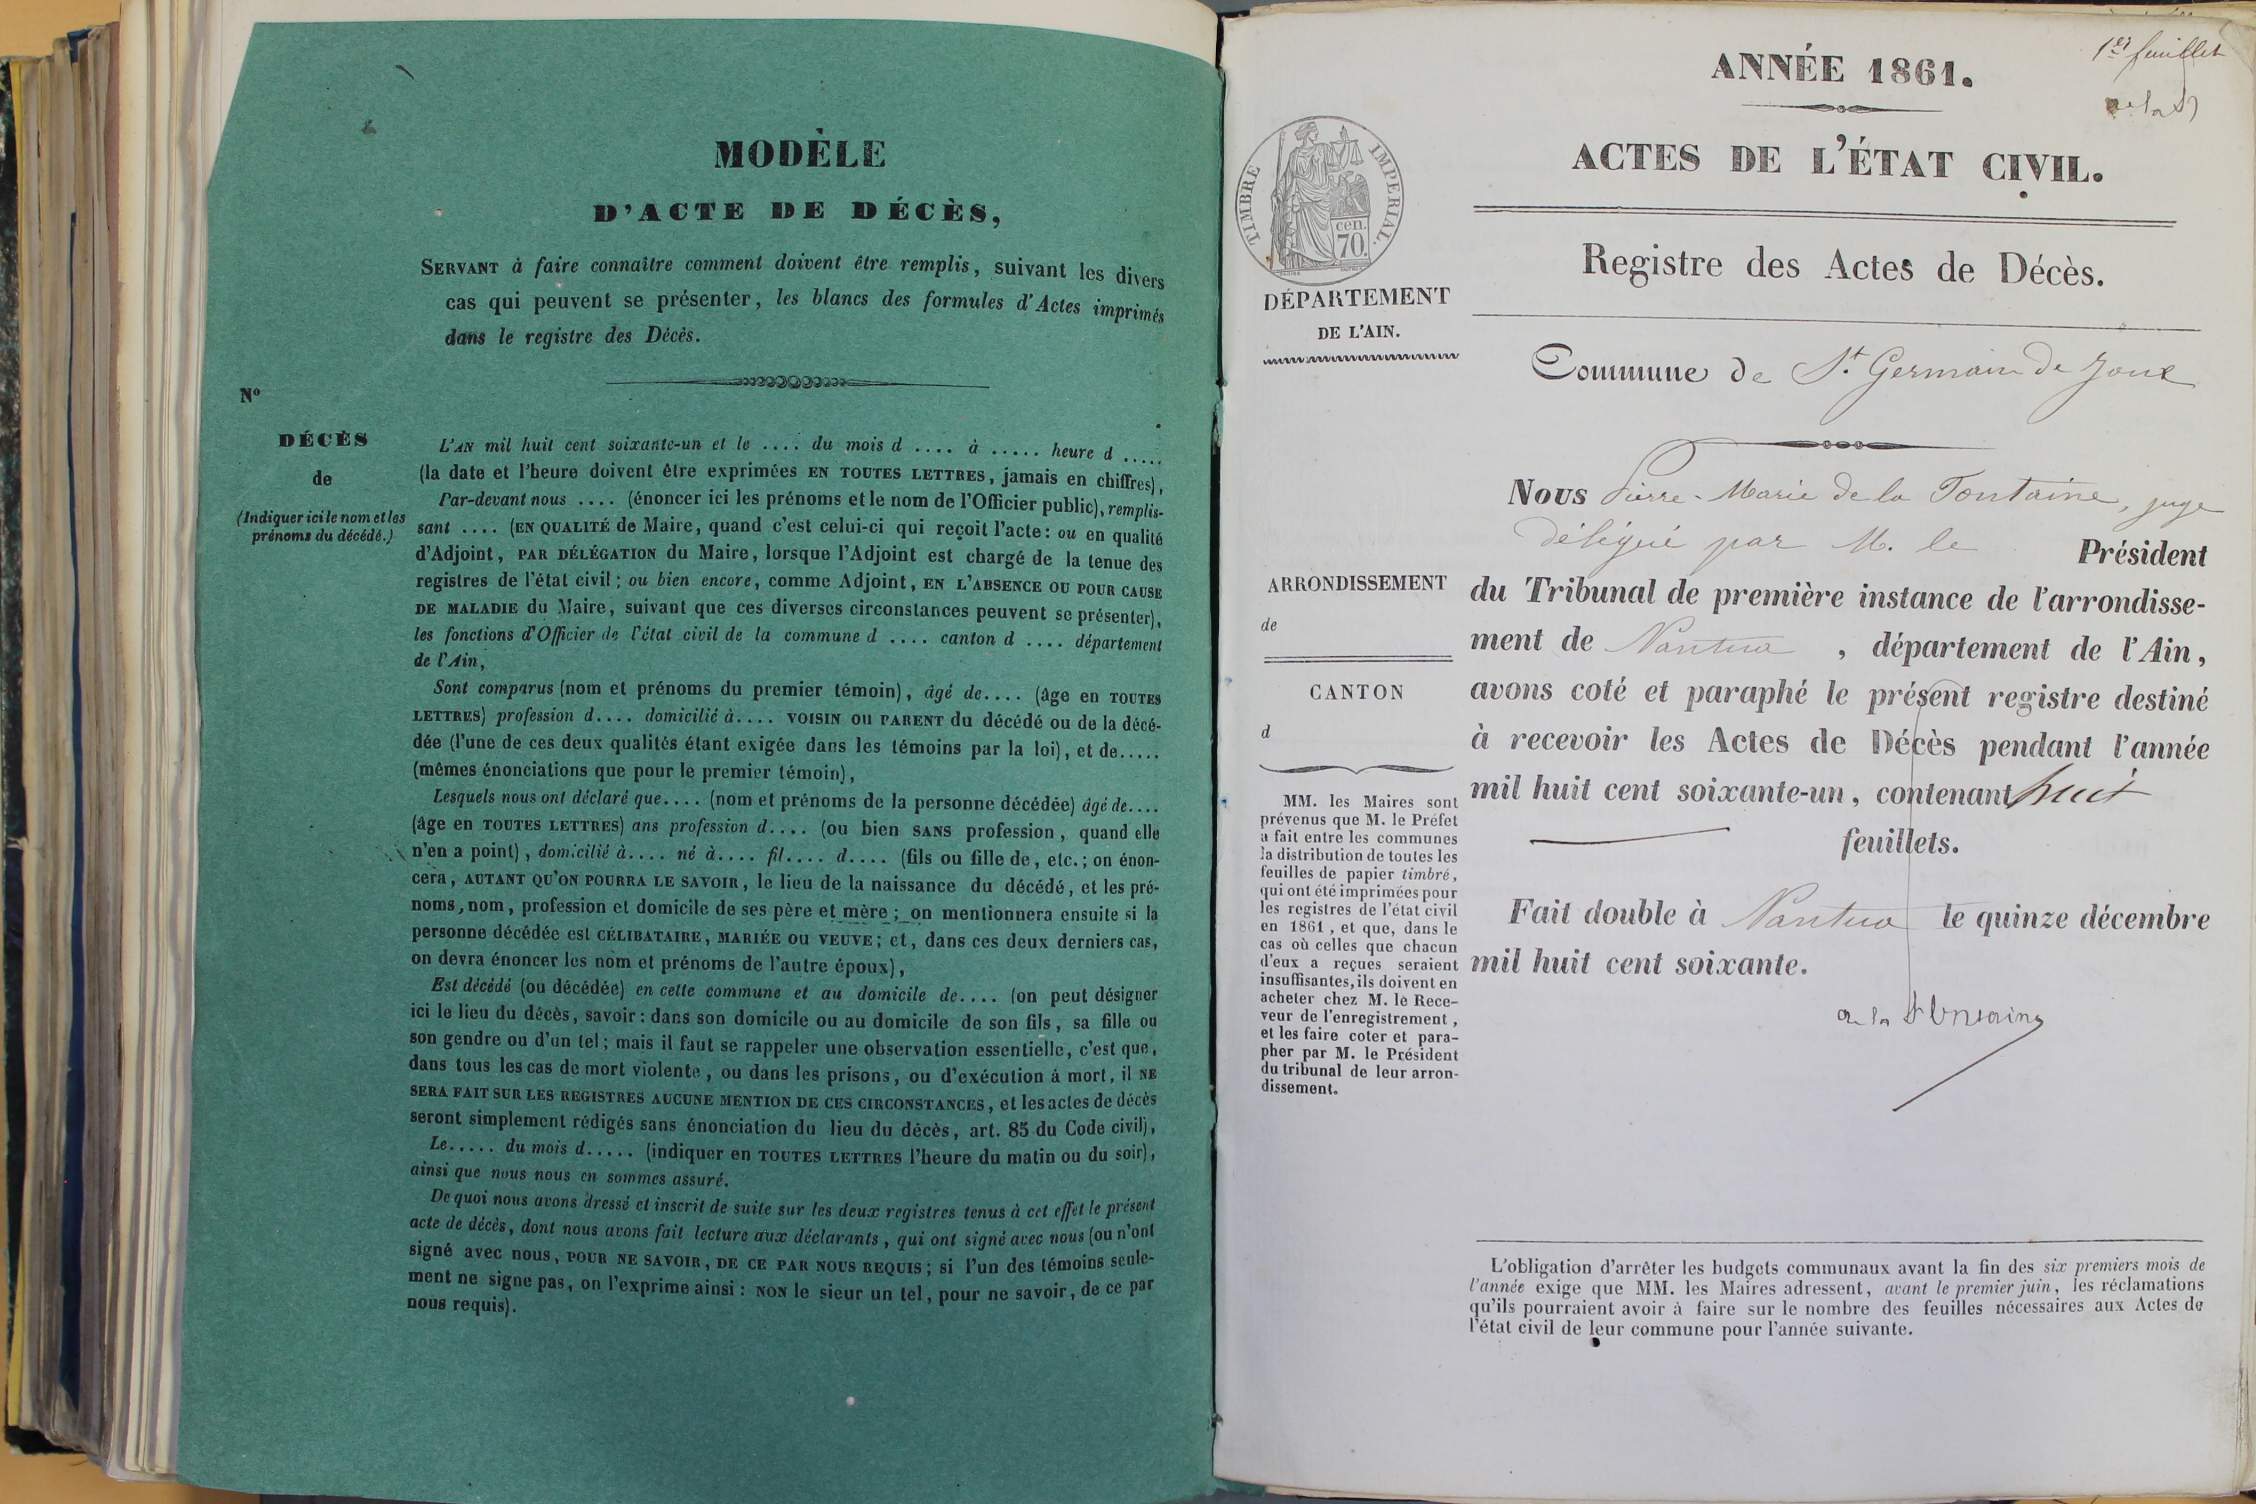 MODÈLE
D'ACTE DE DÉCÈS,
SERVANT à faire connaître comment doivent être remplis, suivant les divers
cas qui peuvent se présenter, les blancs des formules d'Actes imprimés
dans le registre des Décès.
N°
DÉCÈS
de
(Indiquer ici le nom et les
prénoms du décédé.)
L'AN mil huit cent soixante-un et le .... du mois d .... à ..... heure d .....
(la date et l'heure doivent être exprimées EN TOUTES LETTRES, jamais en chiffres),
Par-devant nous .... (énoncer ici les prénoms et le nom de l'Officier public), remplis-
sant .... (EN QUALITÉ de Maire, quand c'est celui-ci qui reçoit l'acte: ou en qualité
d'Adjoint, PAR DÉLÉGATION du Maire, lorsque l'Adjoint est chargé de la tenue des
registres de l'état civil; ou bien encore, comme Adjoint, EN L'ABSENCE OU POUR CAUSE
DE MALADIE du Maire, suivant que ces diverses circonstances peuvent se présenter),
les fonctions d'Officier de l'état civil de la commune d .... canton d .... département
de l'Ain,
Sont comparus (nom et prénoms du premier témoin), âgé de.... (âge en TOUTES
LETTRES) profession d.... domicilié à.... VOISIN OU PARENT du décédé ou de la décé-
dée (l'une de ces deux qualités étant exigée dans les témoins par la loi), et de.....
(mêmes énonciations que pour le premier témoin),
Lesquels nous ont déclaré que.... (nom et prénoms de la personne décédée) âgé de....
(âge en TOUTES LETTRES) ans profession d.... (ou bien SANS profession, quand elle
n'en a point), domicilié à.... né à.... fil.... d.... (fils ou fille de, etc.; on énon-
cera, AUTANT QU'ON POURRA LE SAVOIR, le lieu de la naissance du décédé, et les pré-
noms, nom, profession et domicile de ses père et mère; on mentionnera ensuite si la
personne décédée est CÉLIBATAIRE, MARIÉE OU VEUVE; et, dans ces deux derniers cas,
on devra énoncer les nom et prénoms de l'autre époux),
Est décédé (ou décédée) en cette commune et au domicile de.... (on peut désigner
ici le lieu du décès, savoir: dans son domicile ou au domicile de son fils, sa fille ou
son gendre ou d'un tel; mais il faut se rappeler une observation essentielle, c'est que,
dans tous les cas de mort violente, ou dans les prisons, ou d'exécution à mort, il NE
SERA FAIT SUR LES REGISTRES AUCUNE MENTION DE CES CIRCONSTANCES, et les actes de décès
seront simplement rédigés sans énonciation du lieu du décès, art. 85 du Code civil),
Le..... du mois d..... (indiquer en TOUTES LETTRES l'heure du matin ou du soir),
ainsi que nous nous en sommes assuré.
De quoi nous avons dressé et inscrit de suite sur les deux registres tenus à cet effet le présent
acte de décès, dont nous avons fait lecture aux déclarants, qui ont signé avec nous (ou n'ont
signé avec nous, POUR NE SAVOIR, DE CE PAR NOUS REQUIS; si l'un des témoins seule-
ment ne signe pas, on l'exprime ainsi: NON le sieur un tel, pour ne savoir, de ce par
nous requis).
1er feuillet
ANNÉE 1861.
ACTES DE L'ÉTAT CIVIL.
Registre des Actes de Décès.
TIMBRE IMPERIAL.
cen.
70.
DÉPARTEMENT
DE L'AIN.
Commune de St. Germain de Joux
Nous Pierre-Marie de la Fontaine, juge
délégué par M. le Président
du Tribunal de première instance de l'arrondisse-
ment de Nantua, département de l'Ain,
avons coté et paraphé le présent registre destiné
à recevoir les Actes de Décès pendant l'année
mil huit cent soixante-un, contenant huit
feuillets.
Fait double à Nantua le quinze décembre
mil huit cent soixante.
de la Fontaine
ARRONDISSEMENT
de
CANTON
d
MM. les Maires sont
prévenus que M. le Préfet
a fait entre les communes
la distribution de toutes les
feuilles de papier timbré,
qui ont été imprimées pour
les registres de l'état civil
en 1861, et que, dans le
cas où celles que chacun
d'eux a reçues seraient
insuffisantes, ils doivent en
acheter chez M. le Rece-
veur de l'enregistrement,
et les faire coter et para-
pher par M. le Président
du tribunal de leur arron-
dissement.
L'obligation d'arrêter les budgets communaux avant la fin des six premiers mois de
l'année exige que MM. les Maires adressent, avant le premier juin, les réclamations
qu'ils pourraient avoir à faire sur le nombre des feuilles nécessaires aux Actes de
l'état civil de leur commune pour l'année suivante.